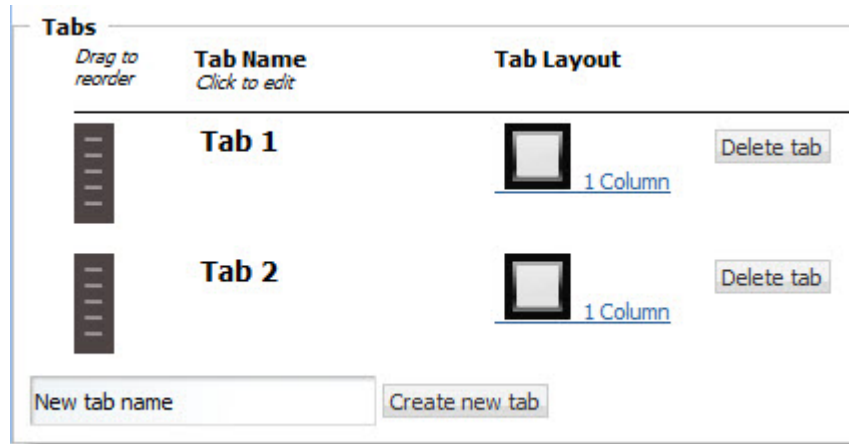 Tabs
Drag to Tab Name Tab Layout
reorder Click to edit
Tab 1 Delete tab
1 Column
Tab 2 Delete tab
1 Column
New tab name Create new tab